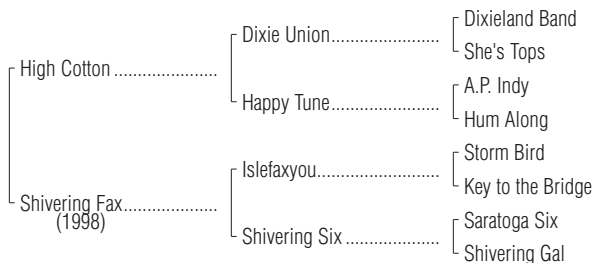 Dixieland Band
Dixie Union........................
She's Tops
High Cotton .......................
A.P. Indy
Happy Tune........................
Hum Along
Storm Bird
Islefaxyou...........................
Key to the Bridge
Shivering Fax.....................
(1998)
Saratoga Six
Shivering Six .....................
Shivering Gal